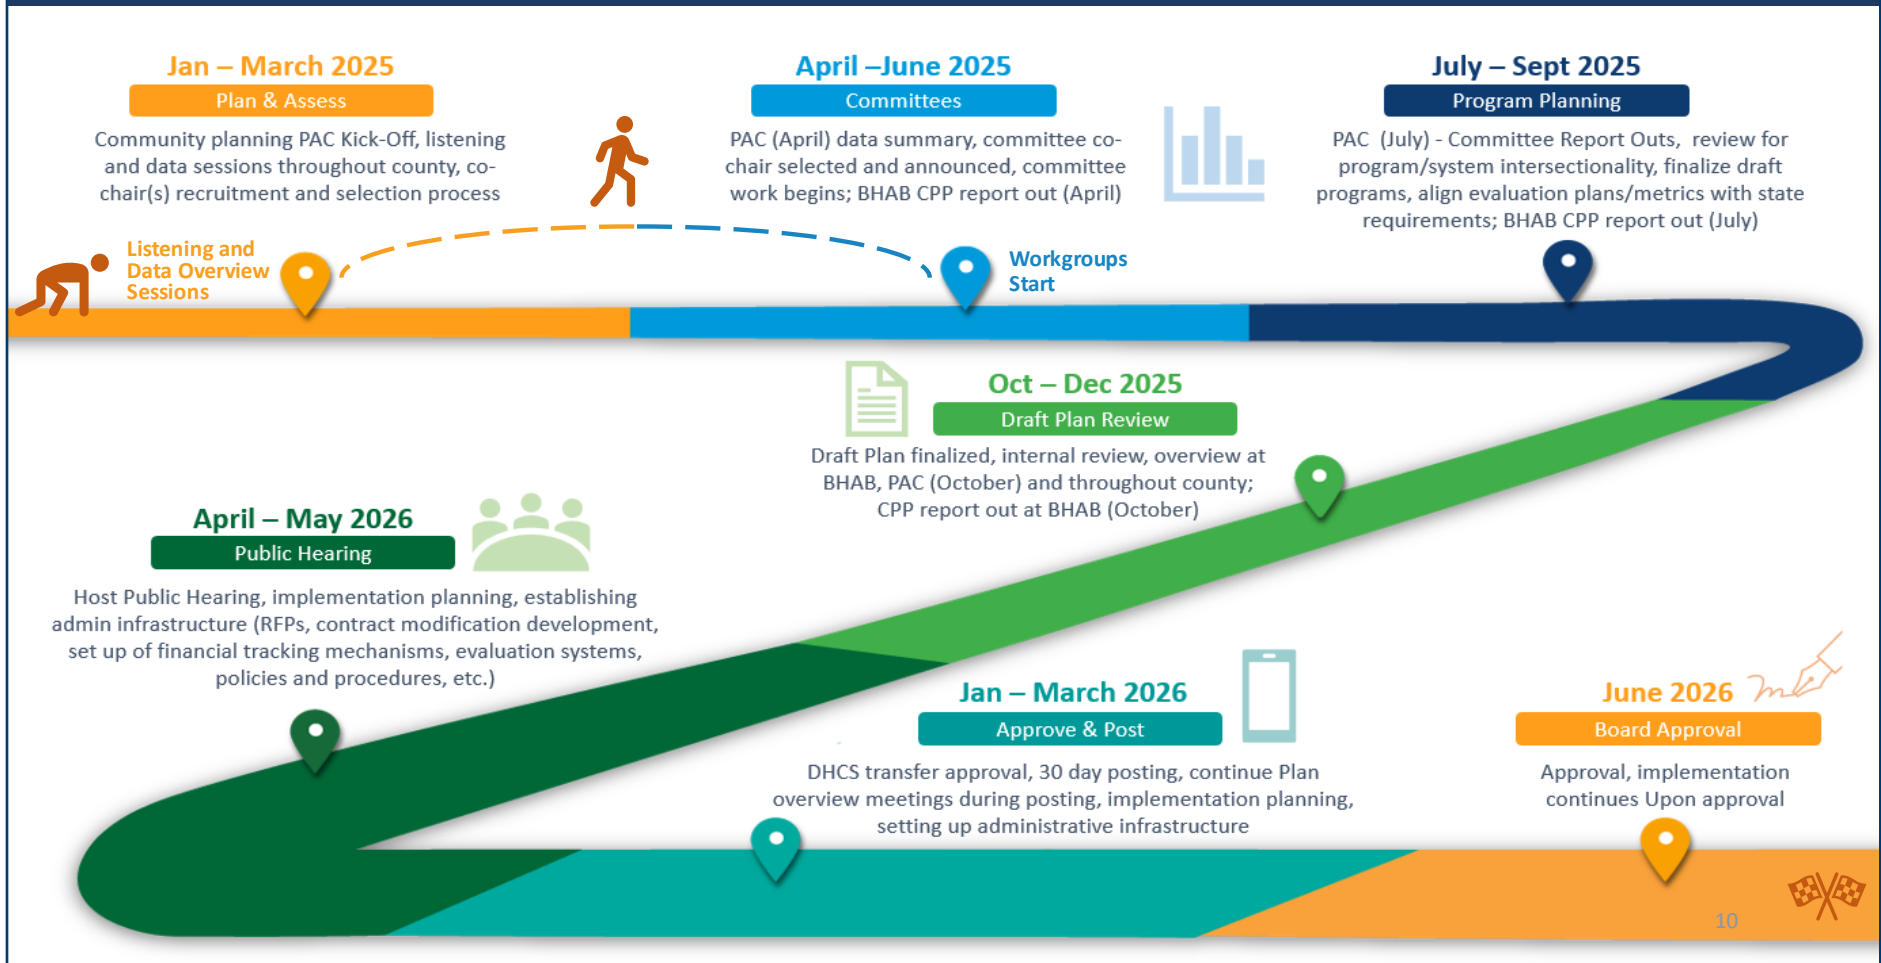 Jan – March 2025
Plan & Assess
Community planning PAC Kick-Off, listening
and data sessions throughout county, co-
chair(s) recruitment and selection process
Listening and
Data Overview
Sessions
April –June 2025
Committees
PAC (April) data summary, committee co-
chair selected and announced, committee
work begins; BHAB CPP report out (April)
Workgroups
Start
July – Sept 2025
Program Planning
PAC (July) - Committee Report Outs, review for
program/system intersectionality, finalize draft
programs, align evaluation plans/metrics with state
requirements; BHAB CPP report out (July)
Oct – Dec 2025
Draft Plan Review
Draft Plan finalized, internal review, overview at
BHAB, PAC (October) and throughout county;
CPP report out at BHAB (October)
April – May 2026
Public Hearing
Host Public Hearing, implementation planning, establishing
admin infrastructure (RFPs, contract modification development,
set up of financial tracking mechanisms, evaluation systems,
policies and procedures, etc.)
Jan – March 2026
Approve & Post
DHCS transfer approval, 30 day posting, continue Plan
overview meetings during posting, implementation planning,
setting up administrative infrastructure
June 2026
Board Approval
Approval, implementation
continues Upon approval
10